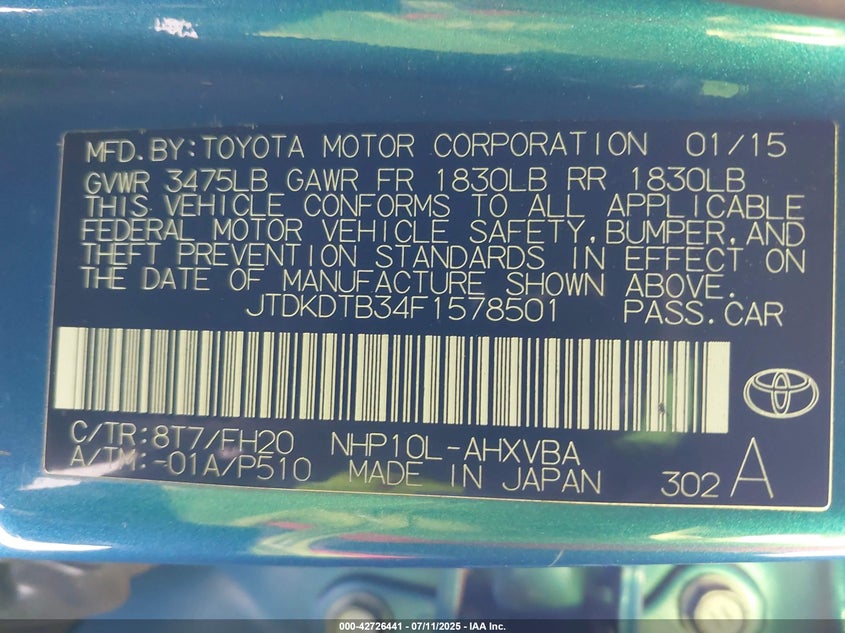 MFD.BY:TOYOTA MOTOR CORPORATION 01/15
GVWR 3475LB GAWR FR 1830LB RR 1830LB
THIS VEHICLE CONFORMS TO ALL APPLICABLE
FEDERAL MOTOR VEHICLE SAFETY,BUMPER,AND
THEFT PREVENTION STANDARDS IN EFFECT ON
THE DATE OF MANUFACTURE SHOWN ABOVE.
JTDKDTB34F1578501 PASS.CAR
C/TR:8T7/FH20 NHP10L-AHXVBA
A/TM:-01A/P510 MADE IN JAPAN 302 A
000-42726441 - 07/11/2025 - IAA Inc.